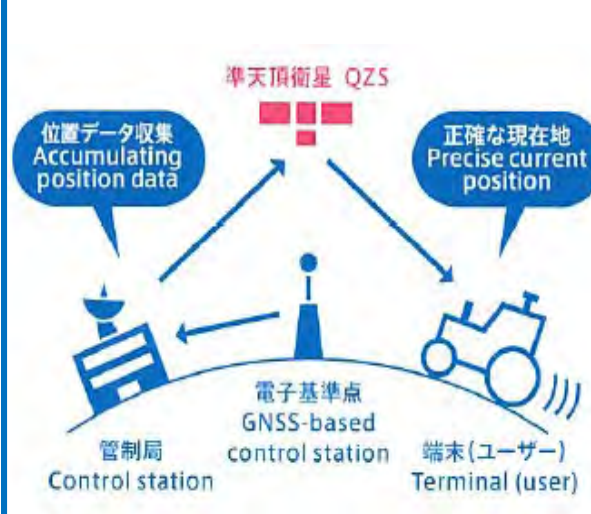 準天頂衛星 QZS
位置データ収集
Accumulating
position data
正確な現在地
Precise current
position
電子基準点
GNSS-based
control station
管制局
Control station
端末(ユーザー)
Terminal (user)